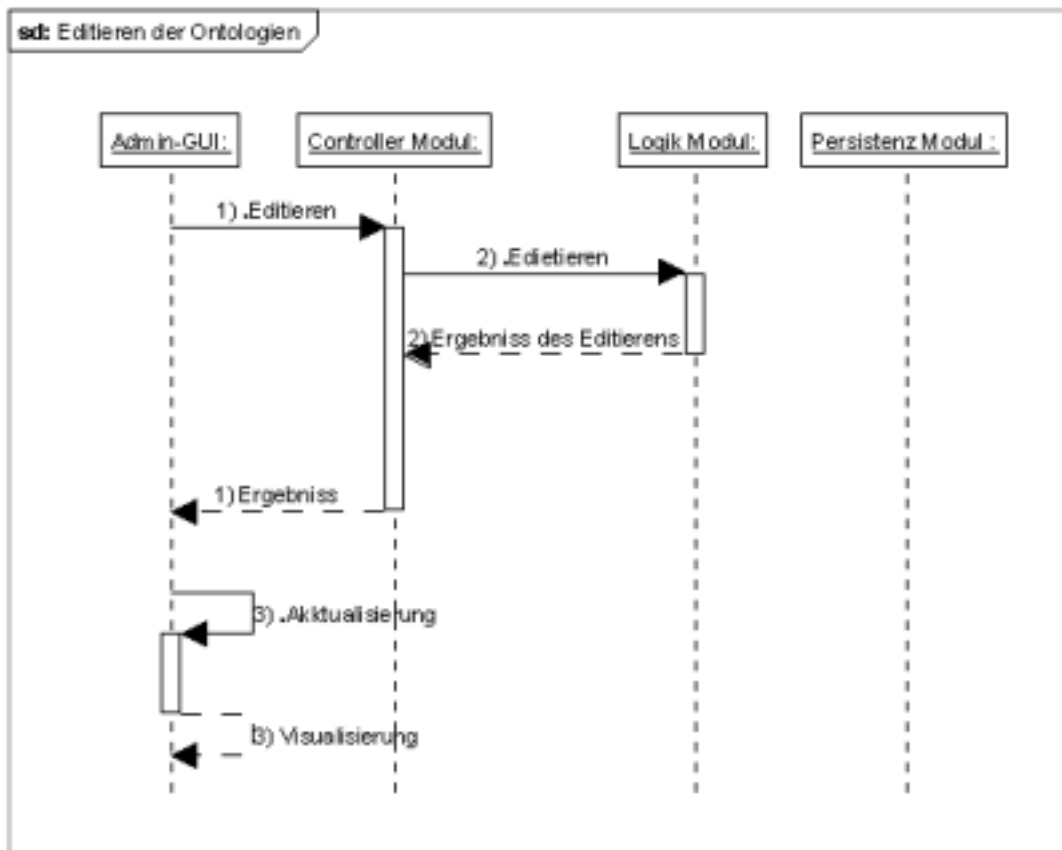 sd: Editieren der Ontologien
Admin-GUI:
Controller Modul:
Logik Modul:
Persistenz Modul :
1) .Editieren
2) .Edietieren
2)Ergebniss des Editierens
1)Ergebniss
3) .Akktualisierung
3) Visualisierung